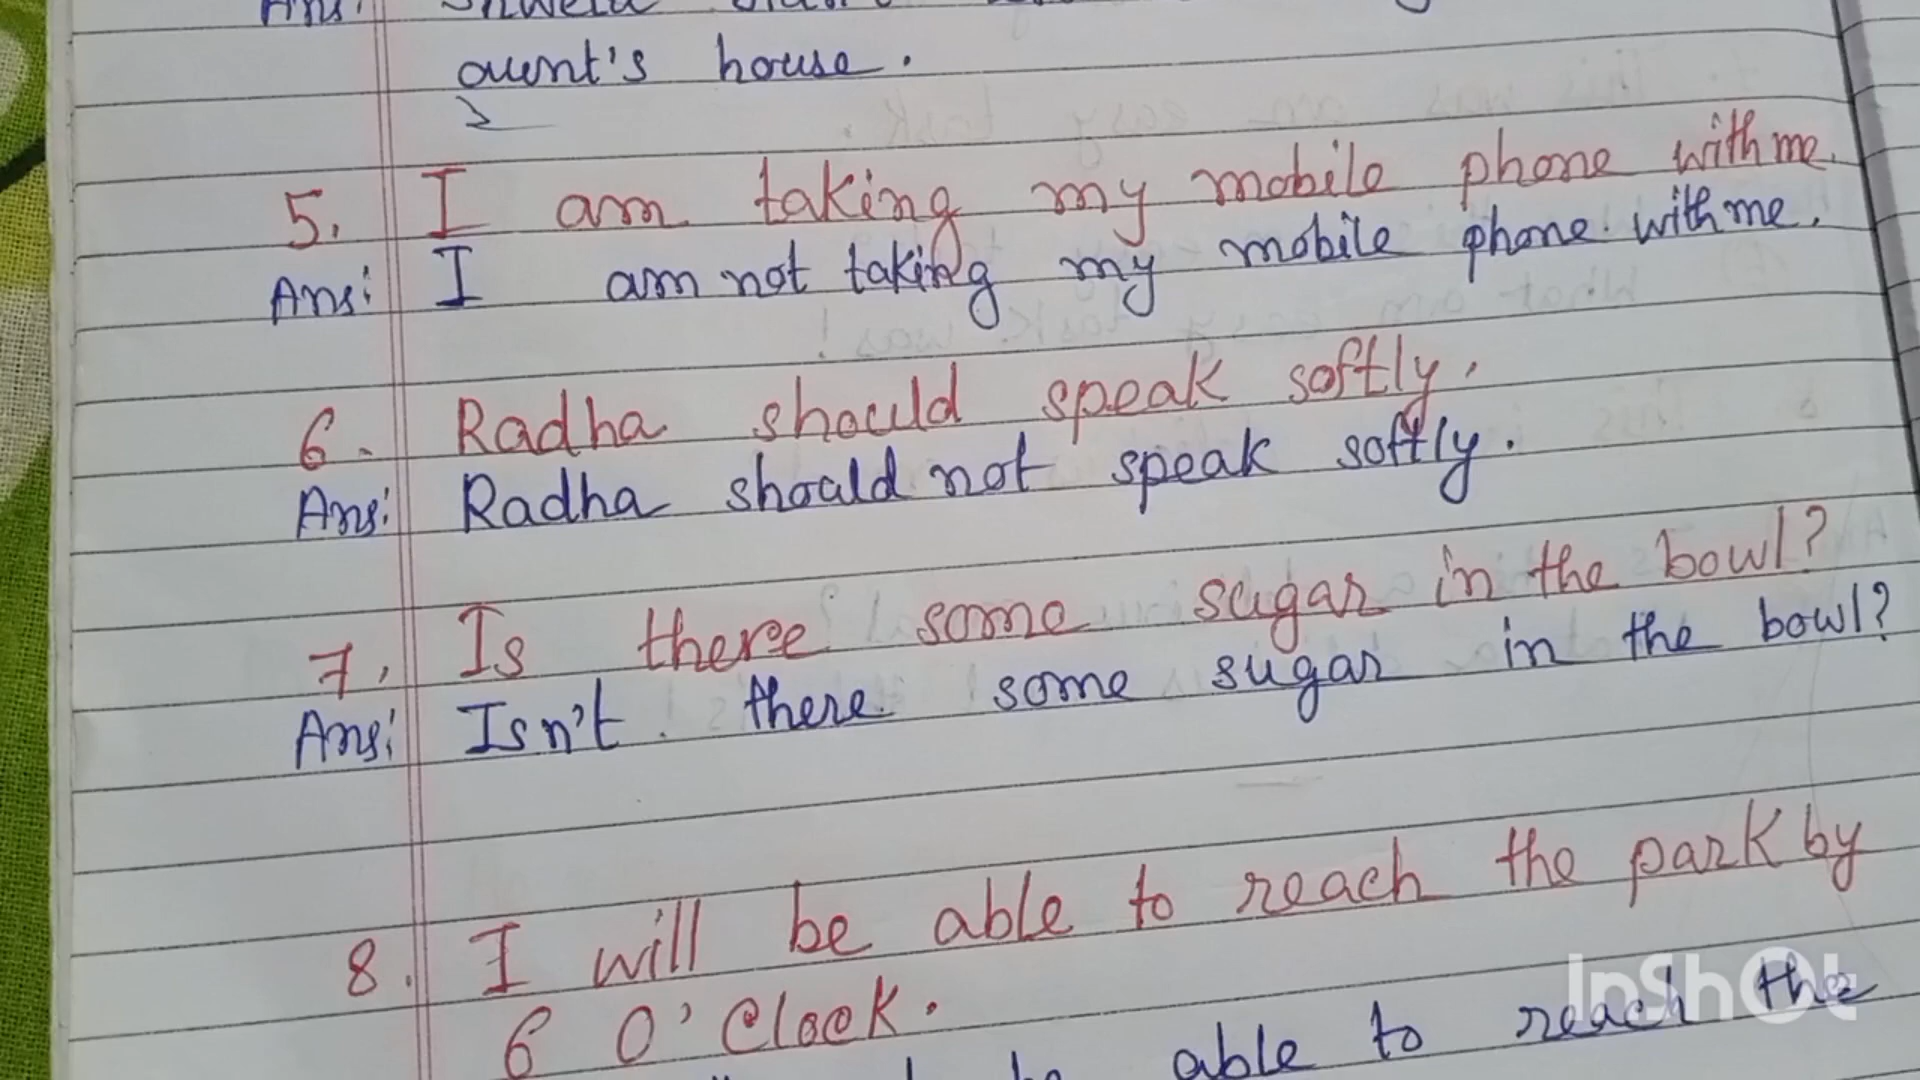 Ans:
aunt's house.
5. I am taking my mobile phone with me.
Ans: I am not taking my mobile phone with me.
6. Radha should speak softly.
Ans: Radha should not speak softly.
7. Is there some sugar in the bowl?
Ans: Isn't there some sugar in the bowl?
8. I will be able to reach the park by
6 O'Clock.
able to reach the
InShOt